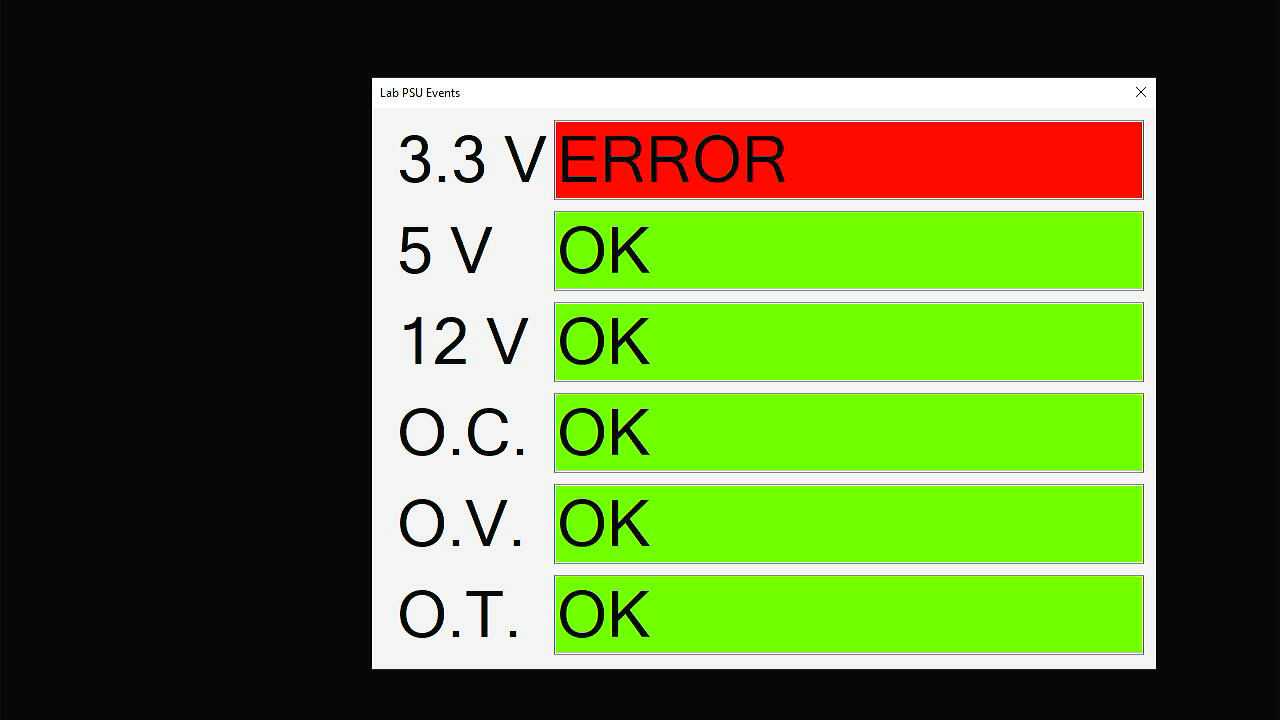 Lab PSU Events
3.3 V ERROR
5 V OK
12 V OK
O.C. OK
O.V. OK
O.T. OK